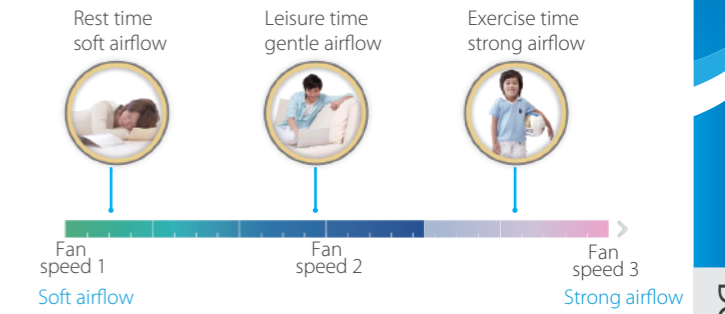 Rest time
soft airflow
Leisure time
gentle airflow
Exercise time
strong airflow
Fan
speed 1
Fan
speed 2
Fan
speed 3
Soft airflow
Strong airflow